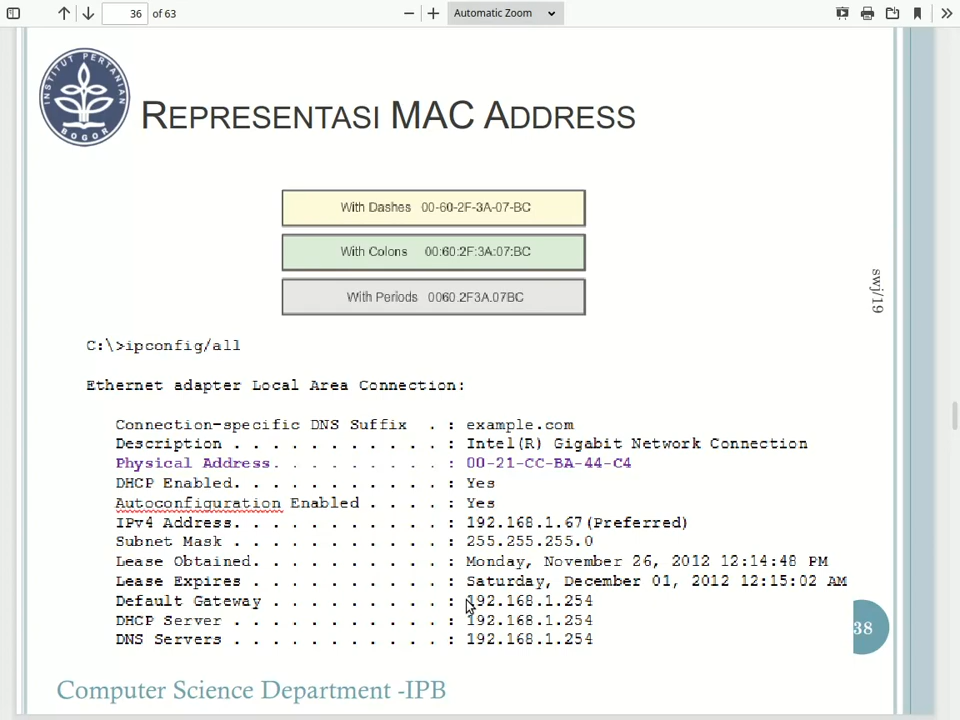 36 of 63
Automatic Zoom
INSTITUT PERTANIAN
BOGOR
REPRESENTASI MAC ADDRESS
With Dashes 00-60-2F-3A-07-BC
With Colons 00:60:2F:3A:07:BC
With Periods 0060.2F3A.07BC
swj/19
C:\>ipconfig/all
Ethernet adapter Local Area Connection:
Connection-specific DNS Suffix . : example.com
Description . . . . . . . . . . . : Intel(R) Gigabit Network Connection
Physical Address. . . . . . . . . : 00-21-CC-BA-44-C4
DHCP Enabled. . . . . . . . . . . : Yes
Autoconfiguration Enabled . . . . : Yes
IPv4 Address. . . . . . . . . . . : 192.168.1.67(Preferred)
Subnet Mask . . . . . . . . . . . : 255.255.255.0
Lease Obtained. . . . . . . . . . : Monday, November 26, 2012 12:14:48 PM
Lease Expires . . . . . . . . . . : Saturday, December 01, 2012 12:15:02 AM
Default Gateway . . . . . . . . . : 192.168.1.254
DHCP Server . . . . . . . . . . . : 192.168.1.254
DNS Servers . . . . . . . . . . . : 192.168.1.254
38
Computer Science Department -IPB